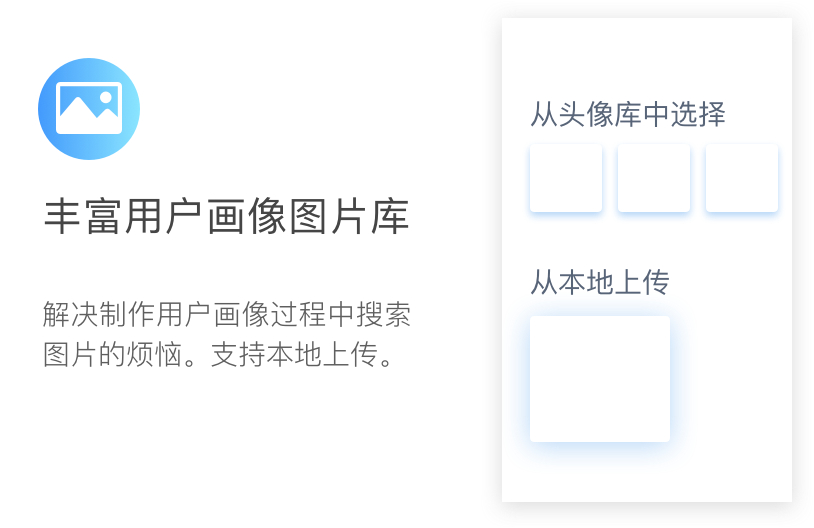 丰富用户画像图片库
解决制作用户画像过程中搜索
图片的烦恼。支持本地上传。
从头像库中选择
从本地上传